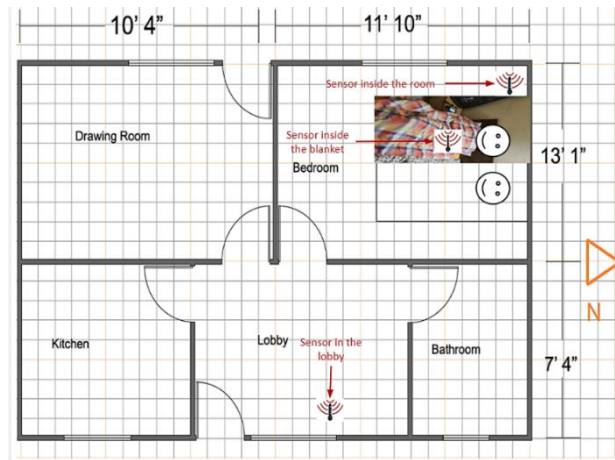 10’ 4”
11’ 10”
Sensor inside the room
Drawing Room
Sensor inside
the blanket
Bedroom
13’ 1”
N
Kitchen
Lobby
Sensor in the
lobby
Bathroom
7’ 4”